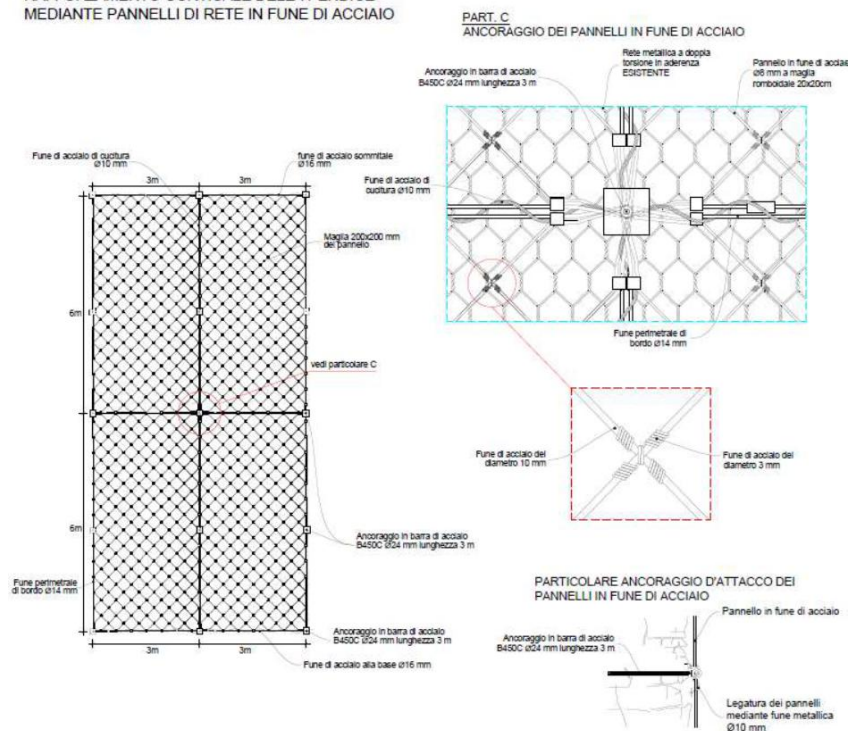 MEDIANTE PANNELLI DI RETE IN FUNE DI ACCIAIO
PART. C
ANCORAGGIO DEI PANNELLI IN FUNE DI ACCIAIO
Rete metallica a doppia
torsione in aderenza
ESISTENTE
Ancoraggio in barra di acciaio
B450C Ø24 mm lunghezza 3 m
Pannello in fune di acciaio
Ø8 mm a maglia
romboidale 20x20cm
Fune di acciaio di
cucitura Ø10 mm
Fune perimetrale di
bordo Ø14 mm
Fune di acciaio di cucitura
Ø10 mm
fune di acciaio sommitale
Ø16 mm
3m
3m
Maglia 200x200 mm
del pannello
6m
vedi particolare C
6m
Ancoraggio in barra di acciaio
B450C Ø24 mm lunghezza 3 m
Fune perimetrale
di bordo Ø14 mm
Ancoraggio in barra di acciaio
B450C Ø24 mm lunghezza 3 m
3m
3m
Fune di acciaio alla base Ø16 mm
Fune di acciaio del
diametro 10 mm
Fune di acciaio del
diametro 3 mm
PARTICOLARE ANCORAGGIO D'ATTACCO DEI
PANNELLI IN FUNE DI ACCIAIO
Pannello in fune di acciaio
Ancoraggio in barra di acciaio
B450C Ø24 mm lunghezza 3 m
Legatura dei pannelli
mediante fune metallica
Ø10 mm